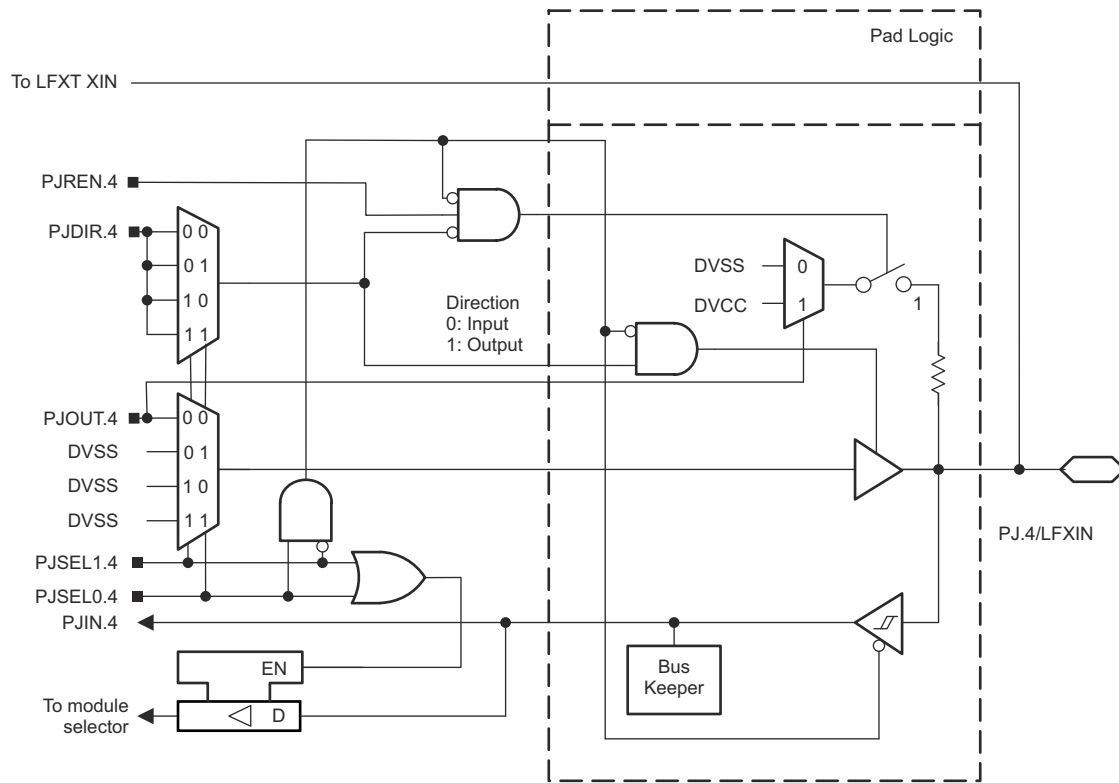 Pad Logic
To LFXT XIN
PJREN.4
PJDIR.4
0 0
0 1
1 0
1 1
Direction
0: Input
1: Output
DVSS
0
DVCC
1
1
PJOUT.4
0 0
DVSS
0 1
DVSS
1 0
DVSS
1 1
PJ.4/LFXIN
PJSEL1.4
PJSEL0.4
PJIN.4
EN
Bus
Keeper
To module
selector
D